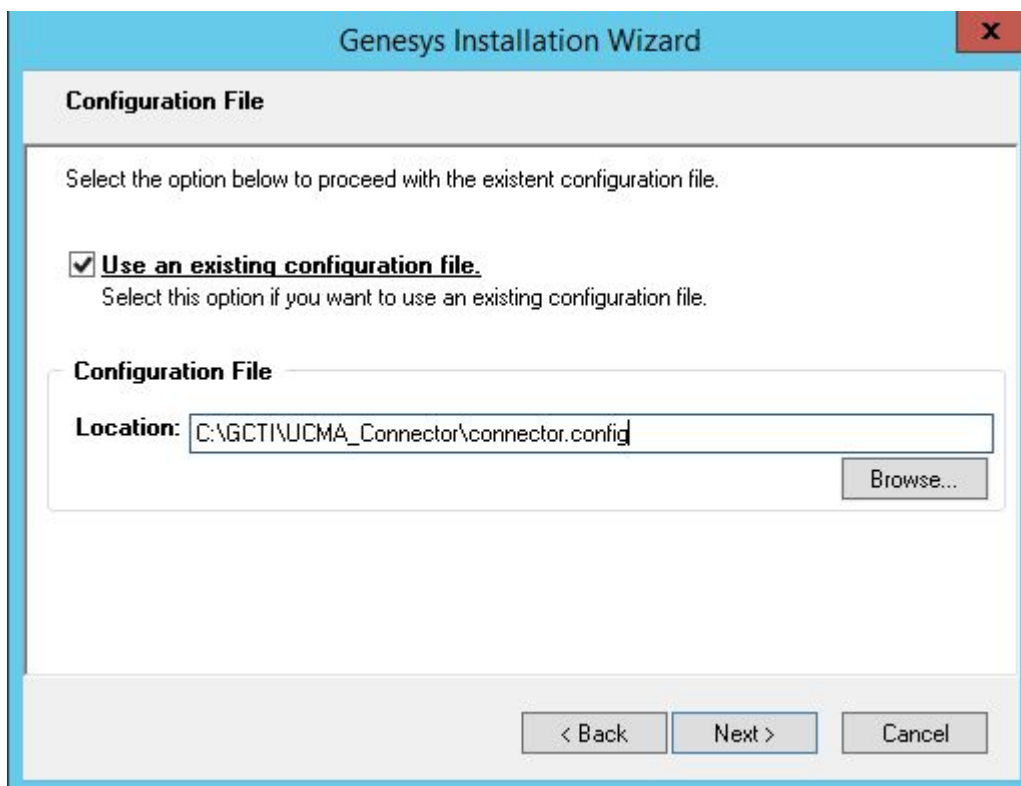 Genesys Installation Wizard
x
Configuration File
Select the option below to proceed with the existent configuration file.
Use an existing configuration file.
Select this option if you want to use an existing configuration file.
Configuration File
Location: C:\GCTI\UCMA_Connector\connector.config
Browse...
< Back Next > Cancel